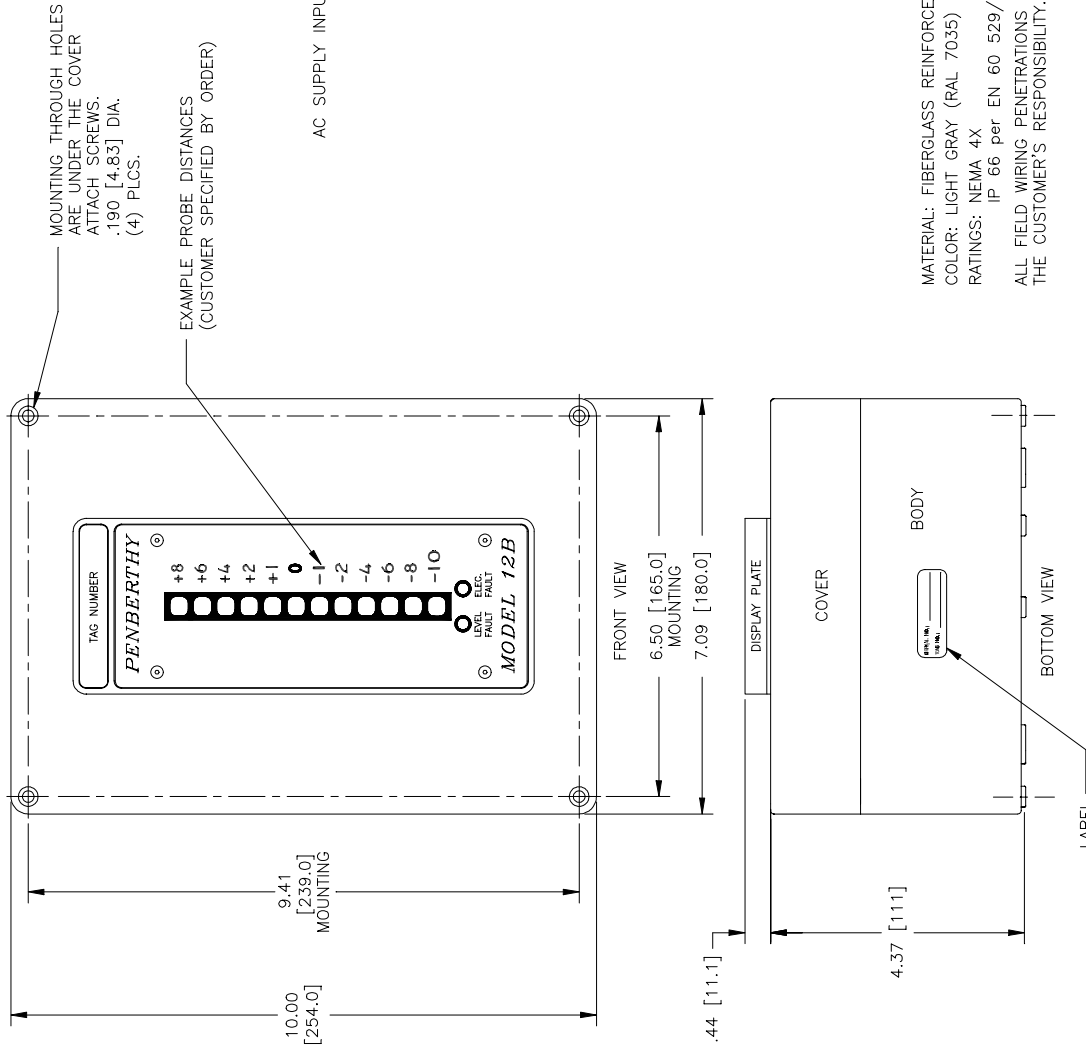 MOUNTING THROUGH HOLES
ARE UNDER THE COVER
ATTACH SCREWS.
.190 [4.83] DIA.
(4) PLCS.
EXAMPLE PROBE DISTANCES
(CUSTOMER SPECIFIED BY ORDER)
AC SUPPLY INPU
TAG NUMBER
PENBERTHY
+8
+6
+4
+2
+1
0
-1
-2
-4
-6
-8
-10
LEVEL FAULT
ELEC. FAULT
MODEL 12B
FRONT VIEW
6.50 [165.0]
MOUNTING
7.09 [180.0]
9.41
[239.0]
MOUNTING
10.00
[254.0]
DISPLAY PLATE
COVER
BODY
SERIAL NO.:
TAG NO.:
BOTTOM VIEW
LABEL
.44 [11.1]
4.37 [111]
MATERIAL: FIBERGLASS REINFORCE
COLOR: LIGHT GRAY (RAL 7035)
RATINGS: NEMA 4X
IP 66 per EN 60 529/
ALL FIELD WIRING PENETRATIONS
THE CUSTOMER'S RESPONSIBILITY.